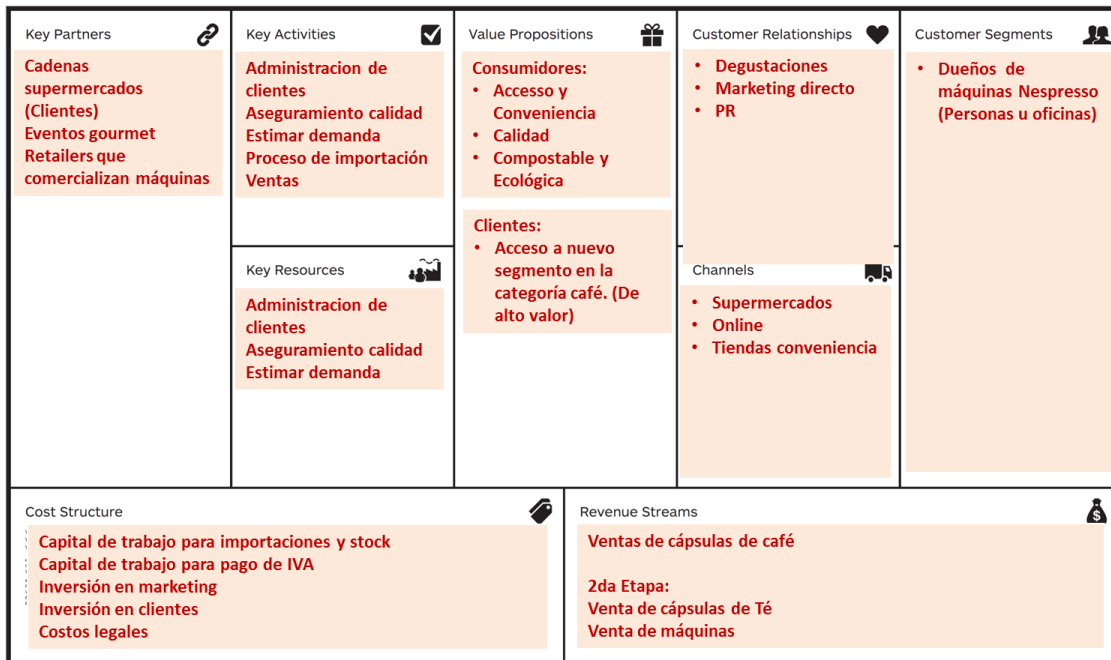 Key Partners
Cadenas
supermercados
(Clientes)
Eventos gourmet
Retailers que
comercializan máquinas
Key Activities
Administracion de
clientes
Aseguramiento calidad
Estimar demanda
Proceso de importación
Ventas
Key Resources
Administracion de
clientes
Aseguramiento calidad
Estimar demanda
Value Propositions
Consumidores:
• Accesso y
Conveniencia
• Calidad
• Compostable y
Ecológica
Clientes:
• Acceso a nuevo
segmento en la
categoría café. (De
alto valor)
Customer Relationships
• Degustaciones
• Marketing directo
• PR
Channels
• Supermercados
• Online
• Tiendas conveniencia
Customer Segments
• Dueños de
máquinas Nespresso
(Personas u oficinas)
Cost Structure
Capital de trabajo para importaciones y stock
Capital de trabajo para pago de IVA
Inversión en marketing
Inversión en clientes
Costos legales
Revenue Streams
$
Ventas de cápsulas de café
2da Etapa:
Venta de cápsulas de Té
Venta de máquinas